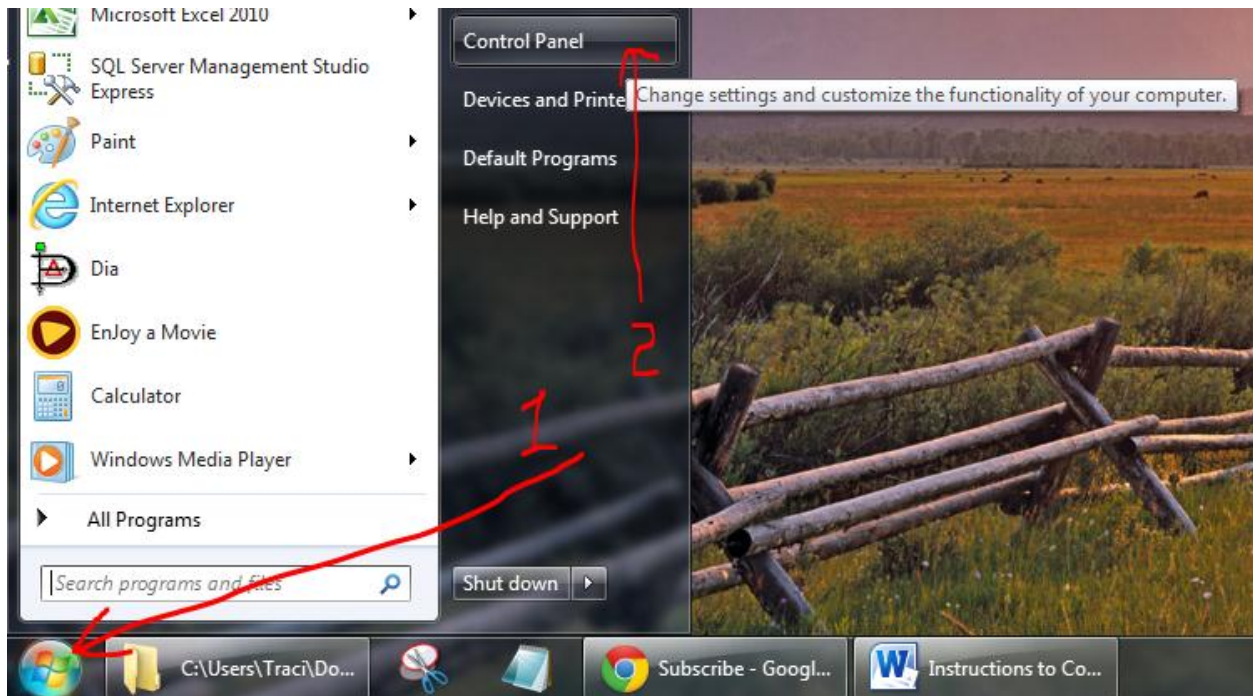 Microsoft Excel 2010
SQL Server Management Studio
Express
Paint
Internet Explorer
Dia
EnJoy a Movie
Calculator
Windows Media Player
All Programs
Search programs and files
Control Panel
Devices and Printe
Change settings and customize the functionality of your computer.
Default Programs
Help and Support
2
1
Shut down
C:\Users\Traci\Do...
Subscribe - Googl...
Instructions to Co...